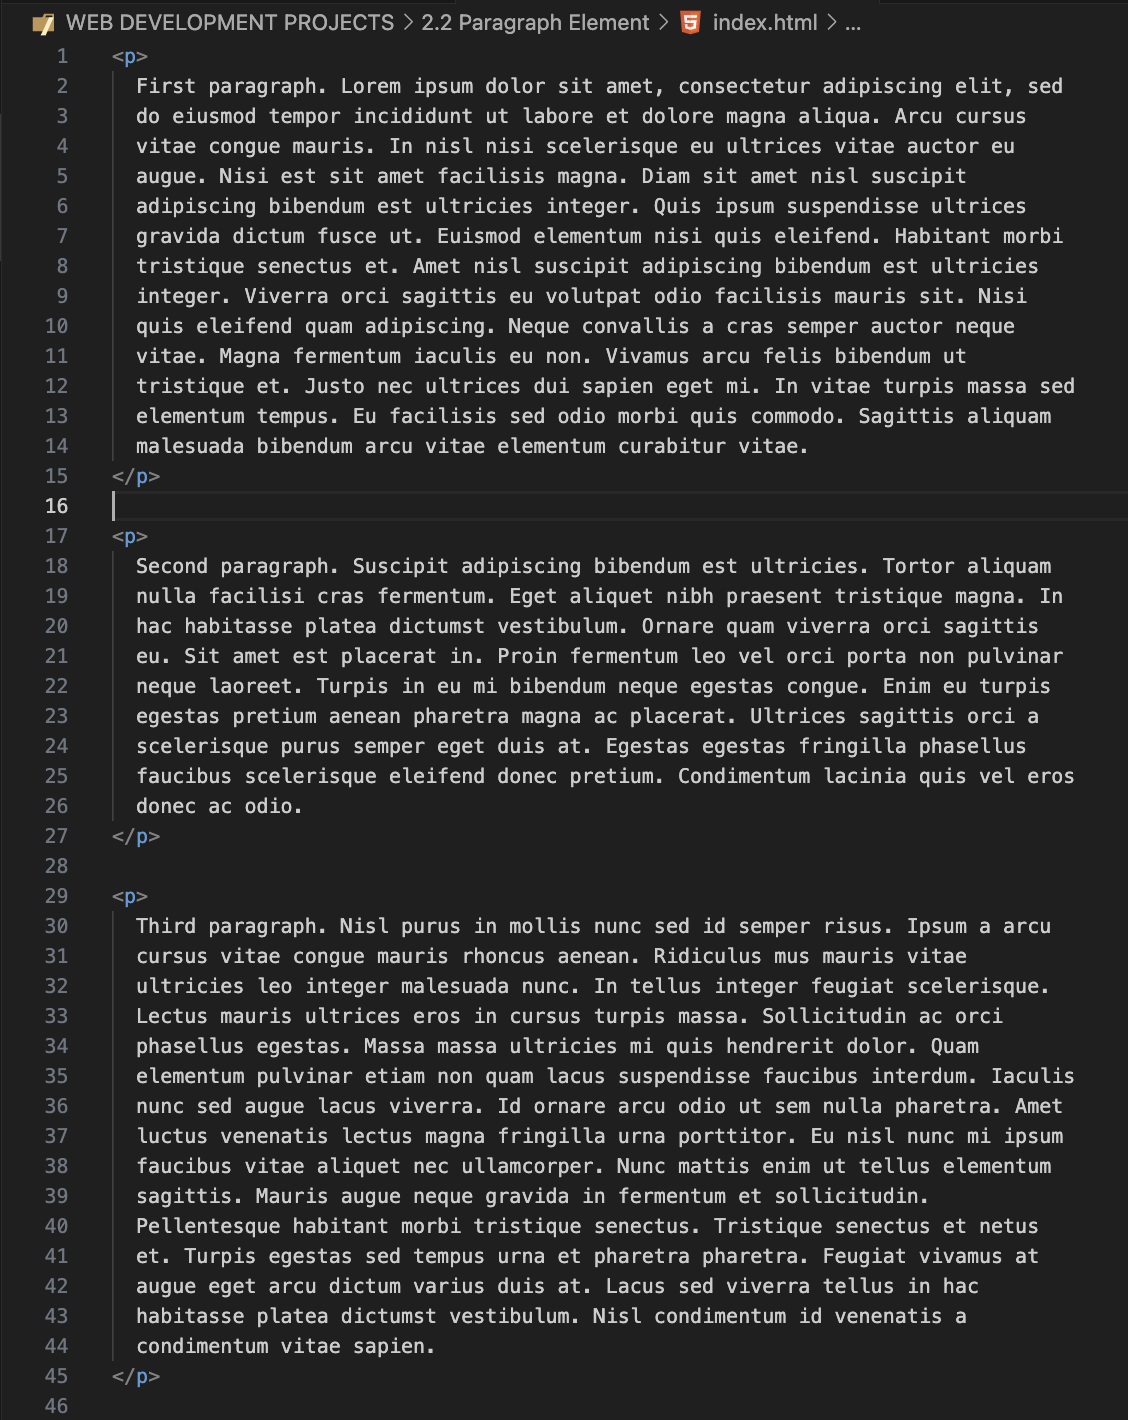 WEB DEVELOPMENT PROJECTS > 2.2 Paragraph Element > index.html > ...
1 <p>
2 First paragraph. Lorem ipsum dolor sit amet, consectetur adipiscing elit, sed
3 do eiusmod tempor incididunt ut labore et dolore magna aliqua. Arcu cursus
4 vitae congue mauris. In nisl nisi scelerisque eu ultrices vitae auctor eu
5 augue. Nisi est sit amet facilisis magna. Diam sit amet nisl suscipit
6 adipiscing bibendum est ultricies integer. Quis ipsum suspendisse ultrices
7 gravida dictum fusce ut. Euismod elementum nisi quis eleifend. Habitant morbi
8 tristique senectus et. Amet nisl suscipit adipiscing bibendum est ultricies
9 integer. Viverra orci sagittis eu volutpat odio facilisis mauris sit. Nisi
10 quis eleifend quam adipiscing. Neque convallis a cras semper auctor neque
11 vitae. Magna fermentum iaculis eu non. Vivamus arcu felis bibendum ut
12 tristique et. Justo nec ultrices dui sapien eget mi. In vitae turpis massa sed
13 elementum tempus. Eu facilisis sed odio morbi quis commodo. Sagittis aliquam
14 malesuada bibendum arcu vitae elementum curabitur vitae.
15 </p>
16
17 <p>
18 Second paragraph. Suscipit adipiscing bibendum est ultricies. Tortor aliquam
19 nulla facilisi cras fermentum. Eget aliquet nibh praesent tristique magna. In
20 hac habitasse platea dictumst vestibulum. Ornare quam viverra orci sagittis
21 eu. Sit amet est placerat in. Proin fermentum leo vel orci porta non pulvinar
22 neque laoreet. Turpis in eu mi bibendum neque egestas congue. Enim eu turpis
23 egestas pretium aenean pharetra magna ac placerat. Ultrices sagittis orci a
24 scelerisque purus semper eget duis at. Egestas egestas fringilla phasellus
25 faucibus scelerisque eleifend donec pretium. Condimentum lacinia quis vel eros
26 donec ac odio.
27 </p>
28
29 <p>
30 Third paragraph. Nisl purus in mollis nunc sed id semper risus. Ipsum a arcu
31 cursus vitae congue mauris rhoncus aenean. Ridiculus mus mauris vitae
32 ultricies leo integer malesuada nunc. In tellus integer feugiat scelerisque.
33 Lectus mauris ultrices eros in cursus turpis massa. Sollicitudin ac orci
34 phasellus egestas. Massa massa ultricies mi quis hendrerit dolor. Quam
35 elementum pulvinar etiam non quam lacus suspendisse faucibus interdum. Iaculis
36 nunc sed augue lacus viverra. Id ornare arcu odio ut sem nulla pharetra. Amet
37 luctus venenatis lectus magna fringilla urna porttitor. Eu nisl nunc mi ipsum
38 faucibus vitae aliquet nec ullamcorper. Nunc mattis enim ut tellus elementum
39 sagittis. Mauris augue neque gravida in fermentum et sollicitudin.
40 Pellentesque habitant morbi tristique senectus. Tristique senectus et netus
41 et. Turpis egestas sed tempus urna et pharetra pharetra. Feugiat vivamus at
42 augue eget arcu dictum varius duis at. Lacus sed viverra tellus in hac
43 habitasse platea dictumst vestibulum. Nisl condimentum id venenatis a
44 condimentum vitae sapien.
45 </p>
46